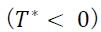 (T* < 0)